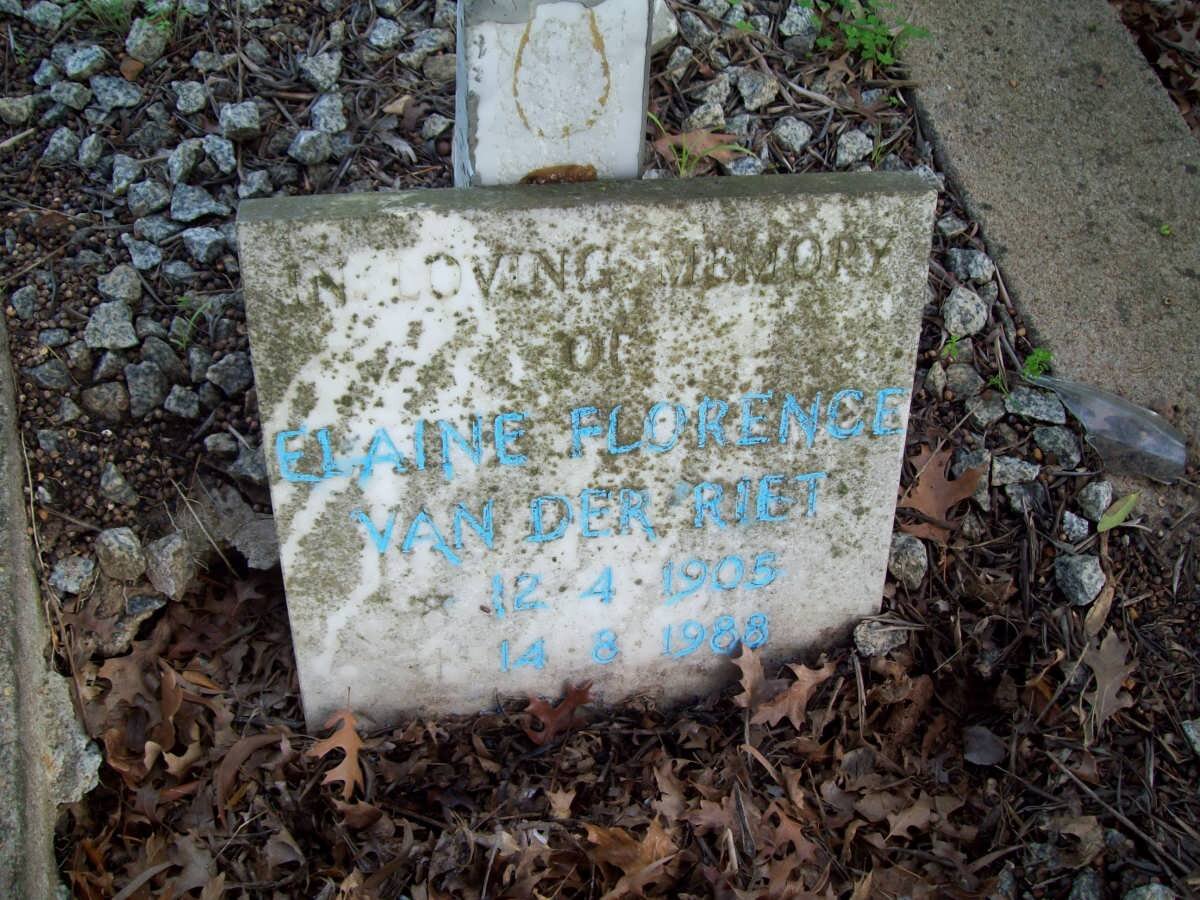 IN LOVING MEMORY
OF
ELAINE FLORENCE
VAN DER RIET
12 4 1905
14 8 1988